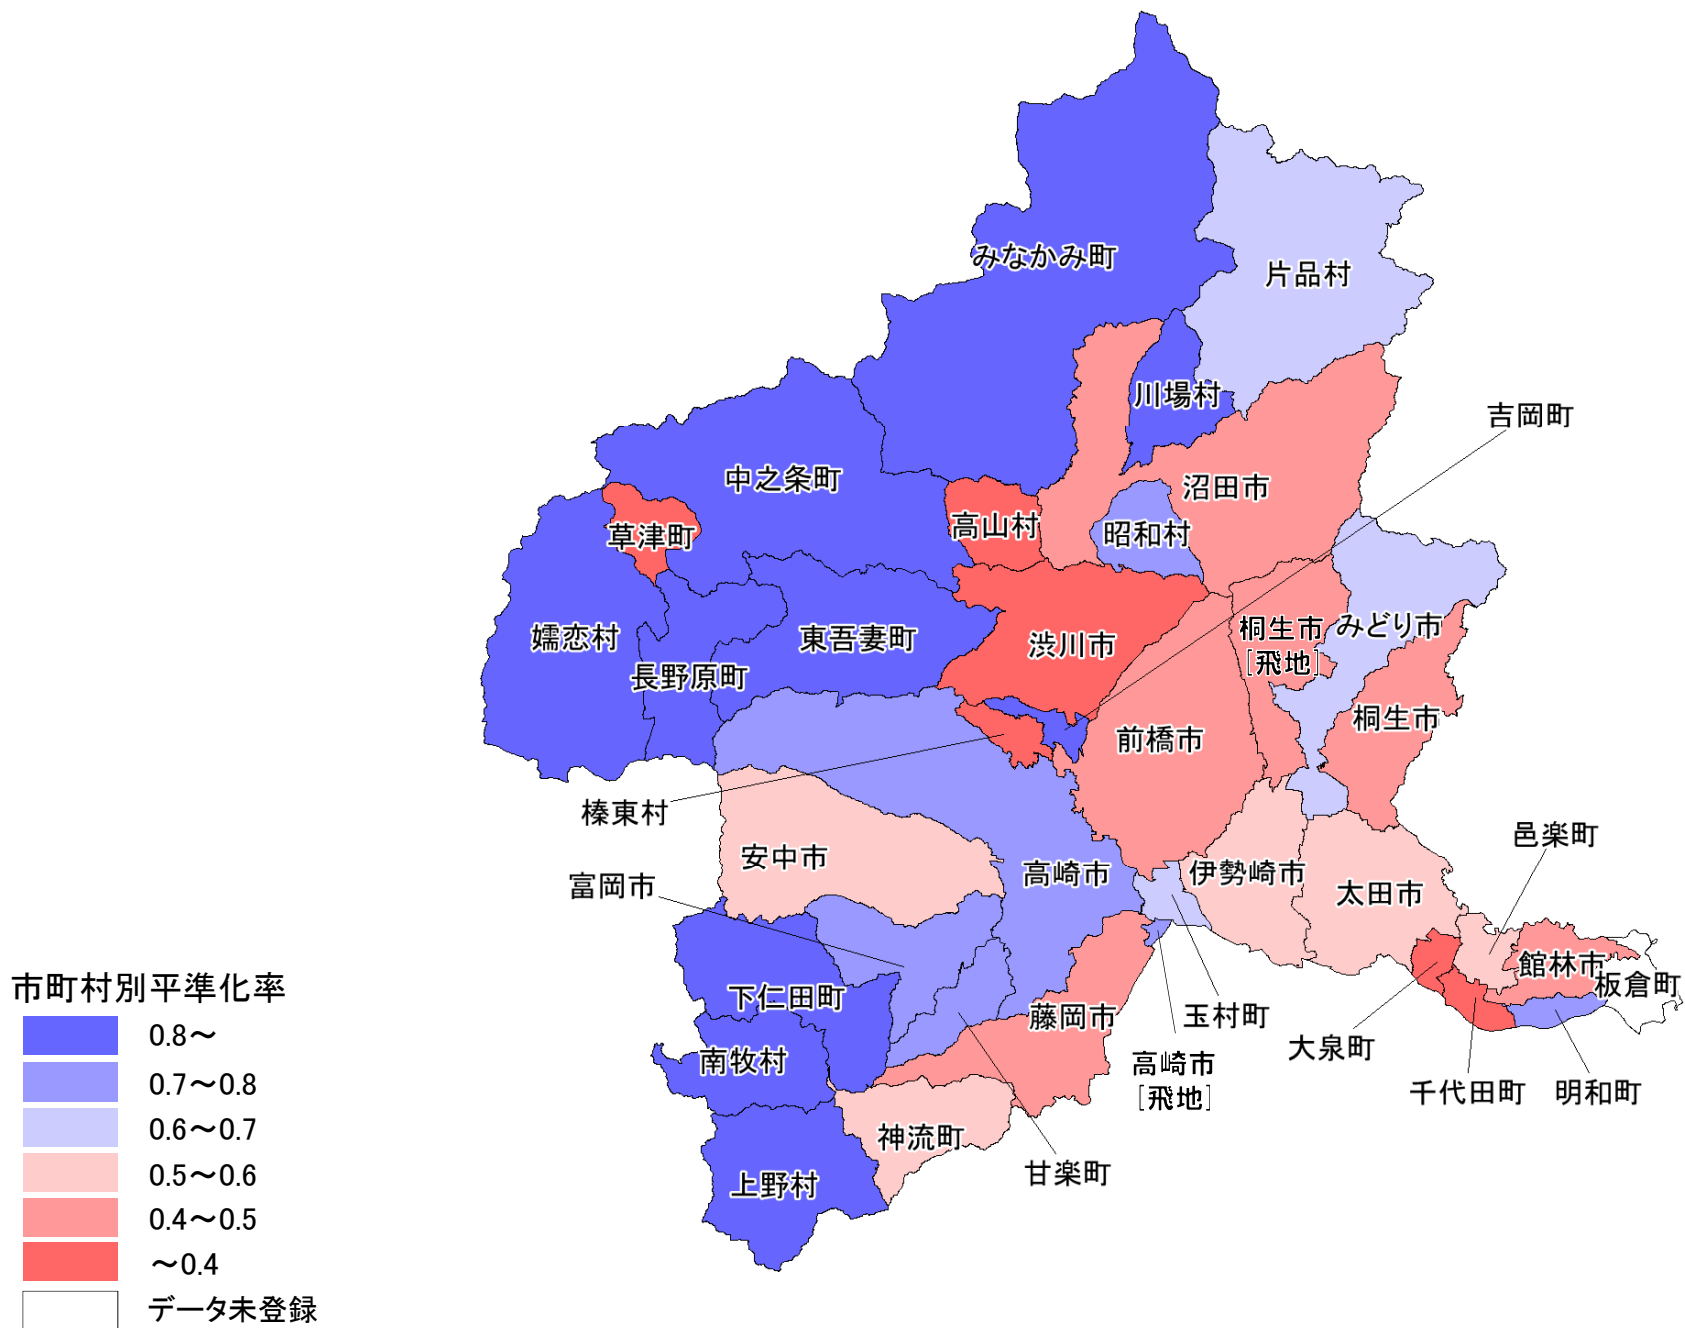 みなかみ町
片品村
川場村
吉岡町
中之条町
沼田市
草津町
高山村
昭和村
嬬恋村
東吾妻町
渋川市
桐生市
[飛地]
みどり市
長野原町
桐生市
前橋市
榛東村
安中市
富岡市
高崎市
伊勢崎市
太田市
邑楽町
館林市
板倉町
下仁田町
藤岡市
玉村町
大泉町
南牧村
高崎市
[飛地]
千代田町
明和町
神流町
甘楽町
上野村
市町村別平準化率
0.8～
0.7～0.8
0.6～0.7
0.5～0.6
0.4～0.5
～0.4
データ未登録